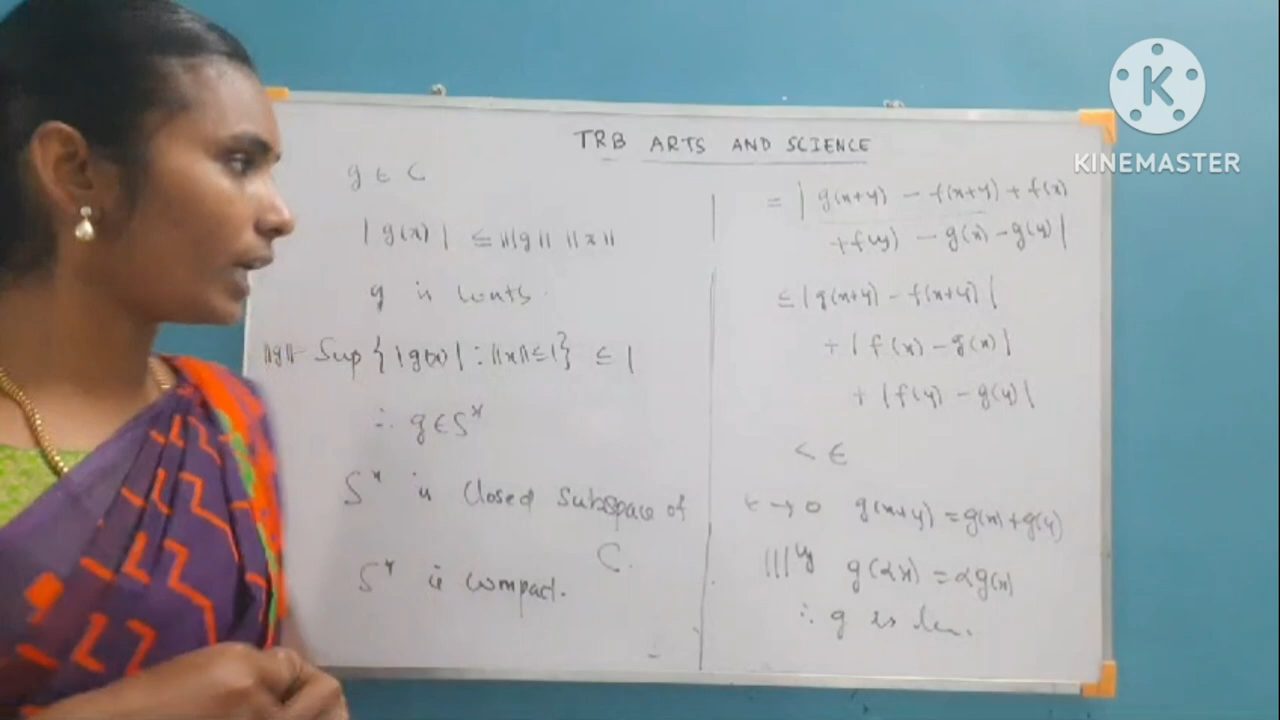 TRB ARTS AND SCIENCE
g ∈ C
|g(x)| ≤ ||g|| ||x||
g is conts.
||g|| = Sup {|g(x)| : ||x|| ≤ 1} ≤ 1
∴ g ∈ S*
S* is closed subspace of
C.
S* is compact.
= | g(x+y) - f(x+y) + f(x)
+ f(y) - g(x) - g(y) |
≤ | g(x+y) - f(x+y) |
+ | f(x) - g(x) |
+ | f(y) - g(y) |
< ∈
∈ → 0 g(x+y) = g(x) + g(y)
|||ly g(αx) = αg(x)
∴ g is
K
KINEMASTER